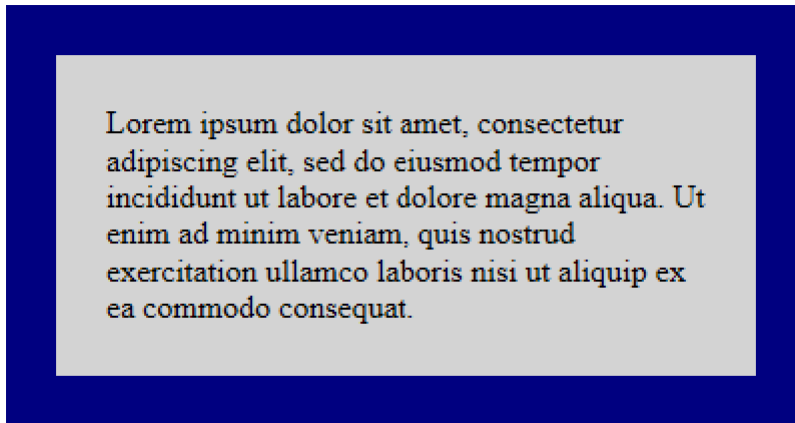 Lorem ipsum dolor sit amet, consectetur
adipiscing elit, sed do eiusmod tempor
incididunt ut labore et dolore magna aliqua. Ut
enim ad minim veniam, quis nostrud
exercitation ullamco laboris nisi ut aliquip ex
ea commodo consequat.